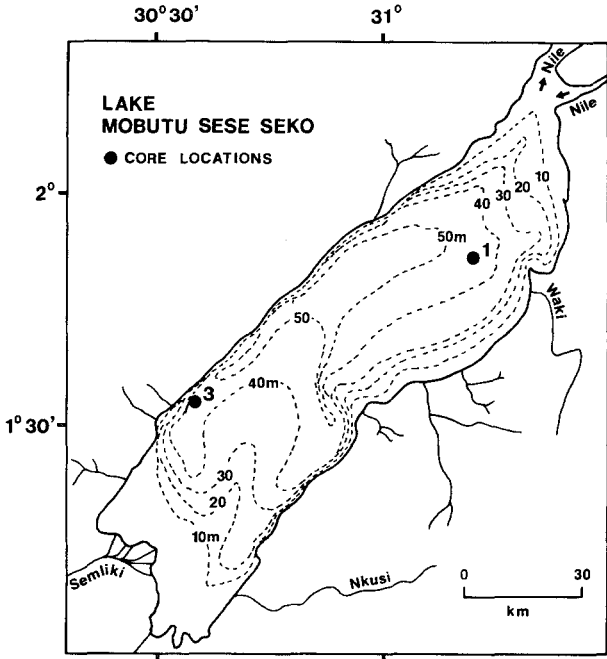 30°30'
31°
Nile
Nile
LAKE
MOBUTU SESE SEKO
● CORE LOCATIONS
2°
10
20
30
40
50m
1
Waki
50
40m
3
1°30'
30
20
10m
Semliki
Nkusi
0 30
km